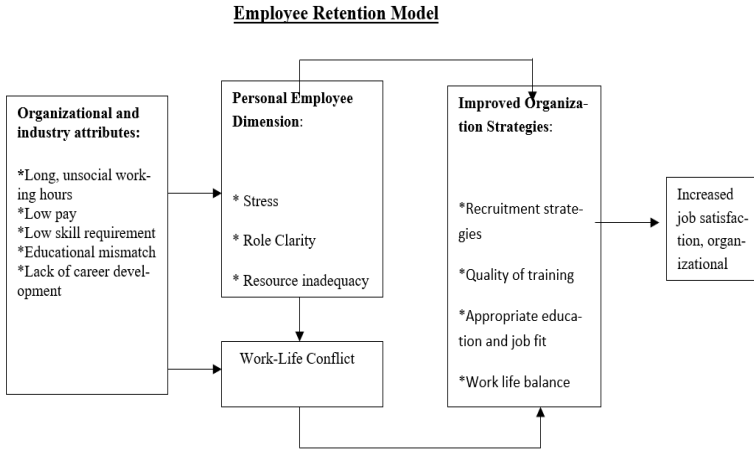 Employee Retention Model
Organizational and
industry attributes:
*Long, unsocial work-
ing hours
*Low pay
*Low skill requirement
*Educational mismatch
*Lack of career devel-
opment
Personal Employee
Dimension:
* Stress
* Role Clarity
* Resource inadequacy
Work-Life Conflict
Improved Organiza-
tion Strategies:
*Recruitment strate-
gies
*Quality of training
*Appropriate educa-
tion and job fit
*Work life balance
Increased
job satisfac-
tion, organ-
izational